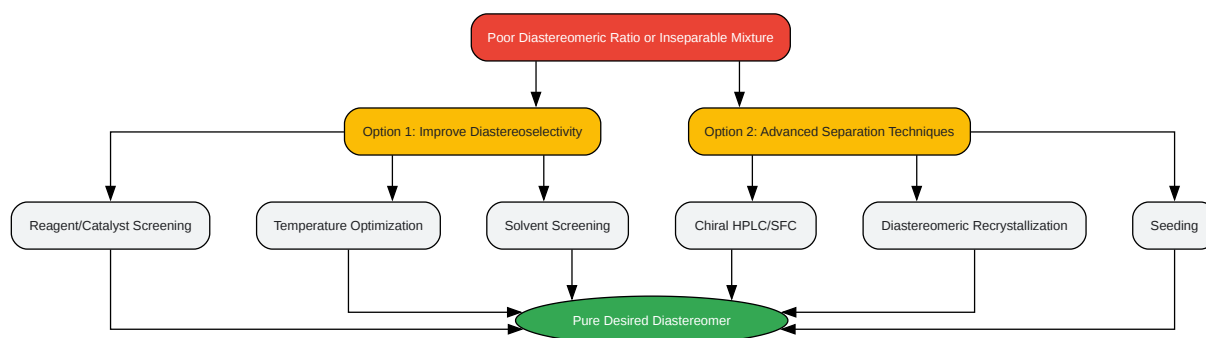 Poor Diastereomeric Ratio or Inseparable Mixture
Option 1: Improve Diastereoselectivity
Option 2: Advanced Separation Techniques
Reagent/Catalyst Screening
Temperature Optimization
Solvent Screening
Chiral HPLC/SFC
Diastereomeric Recrystallization
Seeding
Pure Desired Diastereomer